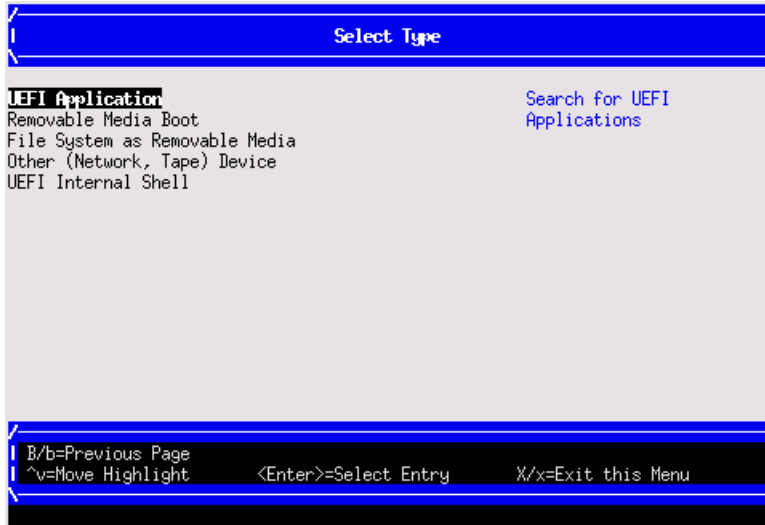 Select Type
UEFI Application
Search for UEFI
Removable Media Boot
Applications
File System as Removable Media
Other (Network, Tape) Device
UEFI Internal Shell
B/b=Previous Page
^v=Move Highlight <Enter>=Select Entry X/x=Exit this Menu